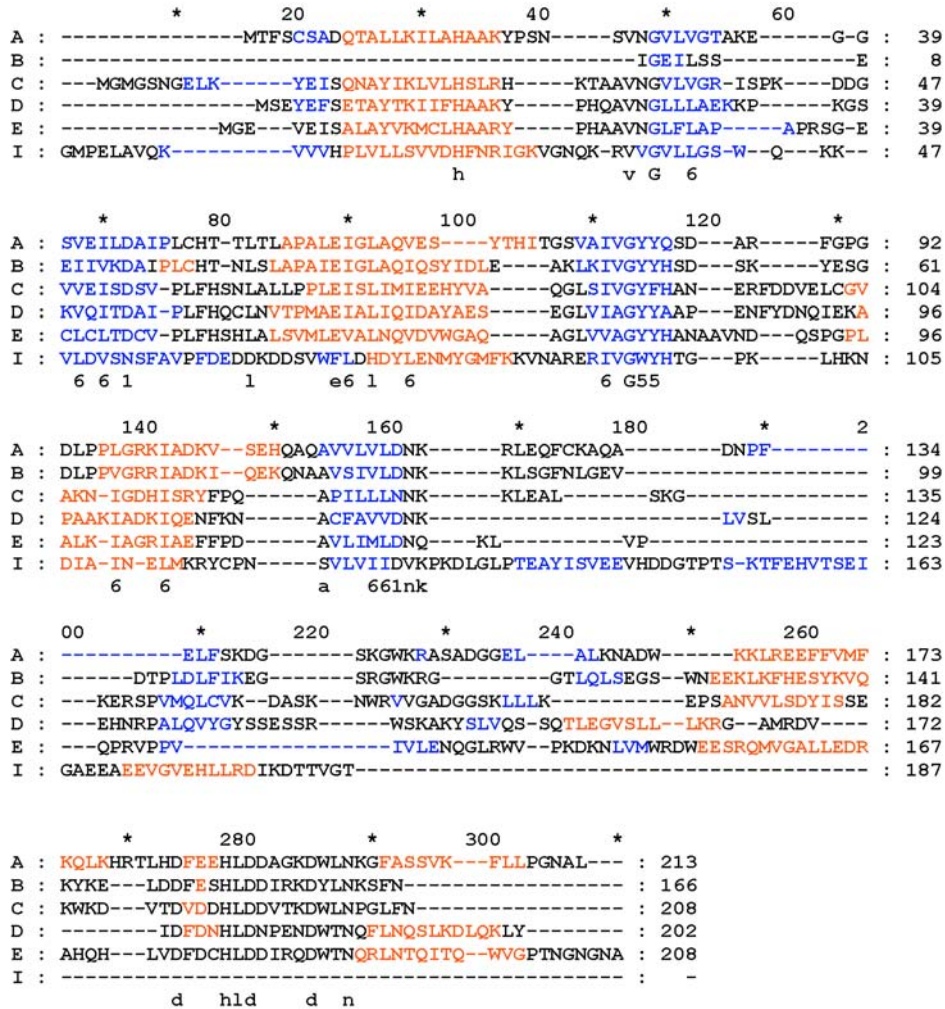 * 20 * 40 * 60
A : -----------------MTFSCSADQTALLKILAHAAKYPSN-----SVNGVLVGTAKE----G-G : 39
B : -----------------------------------------------IGEILSS-------E---- : 8
C : ---MGMGSNGELK------YEISQNAYIKLVLHSLRH----KTAAVNGVLVGR-ISPK---DDG : 47
D : ----------------MSEYEFSETAYTKIIFHAAKY----PHQAVNGLLLAEKKP-----KGS : 39
E : -------------MGE---VEISALAYVKMCLHAARY----PHAAVNGLFLAP-----APRSG-E : 39
I : GMPELAVQK----------VVVHPLVLLSVVDHFNRIGKVGNQK-RVVGVLLGS-W--Q---KK-- : 47
h v G 6
* 80 * 100 * 120 *
A : SVEILDAIPLCHT-TLTLAPALEIGLAQVES----YTHITGSVAIVGYYQSD---AR----FGPG : 92
B : EIIVKDAIPLCHT-NLSLAPAIEIGLAQIQSYIDLE----AKLKIVGYYHSD---SK----YESG : 61
C : VVEISDSV-PLFHSNLALLPPLEISLIMIEEHYVA-----QGLSIVGYFHAN---ERFDDVELCGV : 104
D : KVQITDAI-PLFHQCLNVTPMAEIALIQIDAYAES-----EGLVIAGYYAAP---ENFYDNQIEKA : 95
E : CLCLTDCV-PLFHSHLALSVMLEVALNQVDVWGAQ-----AGLVVAGYYHANAAVND--QSPGPL : 96
I : VLDVSNSFAVPFDEDDKDDSVWFLDHDYLENMYGMFKKVNARERIVGWYHTG---PK----LHKN : 105
6 6 1 l e6 l 6 6 G55
140 * 160 * 180 * 2
A : DLPPLGRKIADKV--SEHQAQAVVLVLDNK------RLEQFCKAQA------DNPF-------- : 134
B : DLPPVGRRIADKI--QEKQNAAVSIVLDNK------KLSGFNLGEV------------------ : 99
C : AKN-IGDHISRYFPQ------APILLLNNK------KLEAL-----SKG--------------- : 135
D : PAAKIADKIQENFKN------ACFAVVDNK-------------------------LVSL----- : 124
E : ALK-IAGRIAEFFPD------AVLIMLDNQ---KL-------VP-------------------- : 123
I : DIA-IN-ELMKRYCPN-----SVLVIIDVKPKDLGLPTEAYISVEEVHDDGTPTS-KTFEHVTSEI : 163
6 6 a 661nk
00 * 220 * 240 * 260
A : ----------ELFSKDG------SKGWKRASADGGEL----ALKNADW-----KKLREEFFVMF : 173
B : ------DTPLDLFIKEG------SRGWKRG------GTLQLSEGS-WNEEKLKFHESYKVQ : 141
C : ---KERSPVMQLCVK--DASK--NWRVVGADGGSKLLLK--------EPSANVVLSDYISSE : 182
D : ---EHNRPALQVYGYSSESSR-----WSKAKYSLVQS-SQTLEGVSLL-LKRG--AMRDV--- : 172
E : ---QPRVPPV----------------IVLENQGLRWV-PKDKNLVMWRDWEESRQMVGALLEDR : 167
I : GAEEAEEVGVEHLLRDIKDTTVGT---------------------------------------- : 187
* 280 * 300 *
A : KQLKHRTLHDFEEHLDDAGKDWLNKGFASSVK---FLLPGNAL--- : 213
B : KYKE---LDDFESHLDDIRKDYLNKSFN------------------ : 166
C : KWKD---VTDVDDHLDDVTKDWLNPGLFN----------------- : 208
D : --------IDFDNHLDNPENDWTNQFLNQSLKDLQKLY-------- : 202
E : AHQH---LVDFDCHLDDIRQDWTNQRLNTQITQ--WVGPTNGNGNA : 208
I : ---------------------------------------------- : -
d hld d n